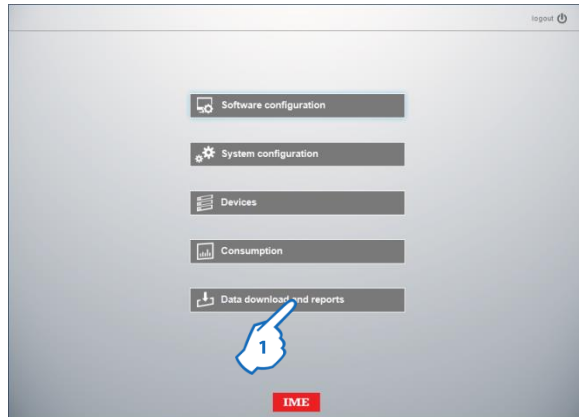 logout
Software configuration
System configuration
Devices
Consumption
Data download and reports
1
IME